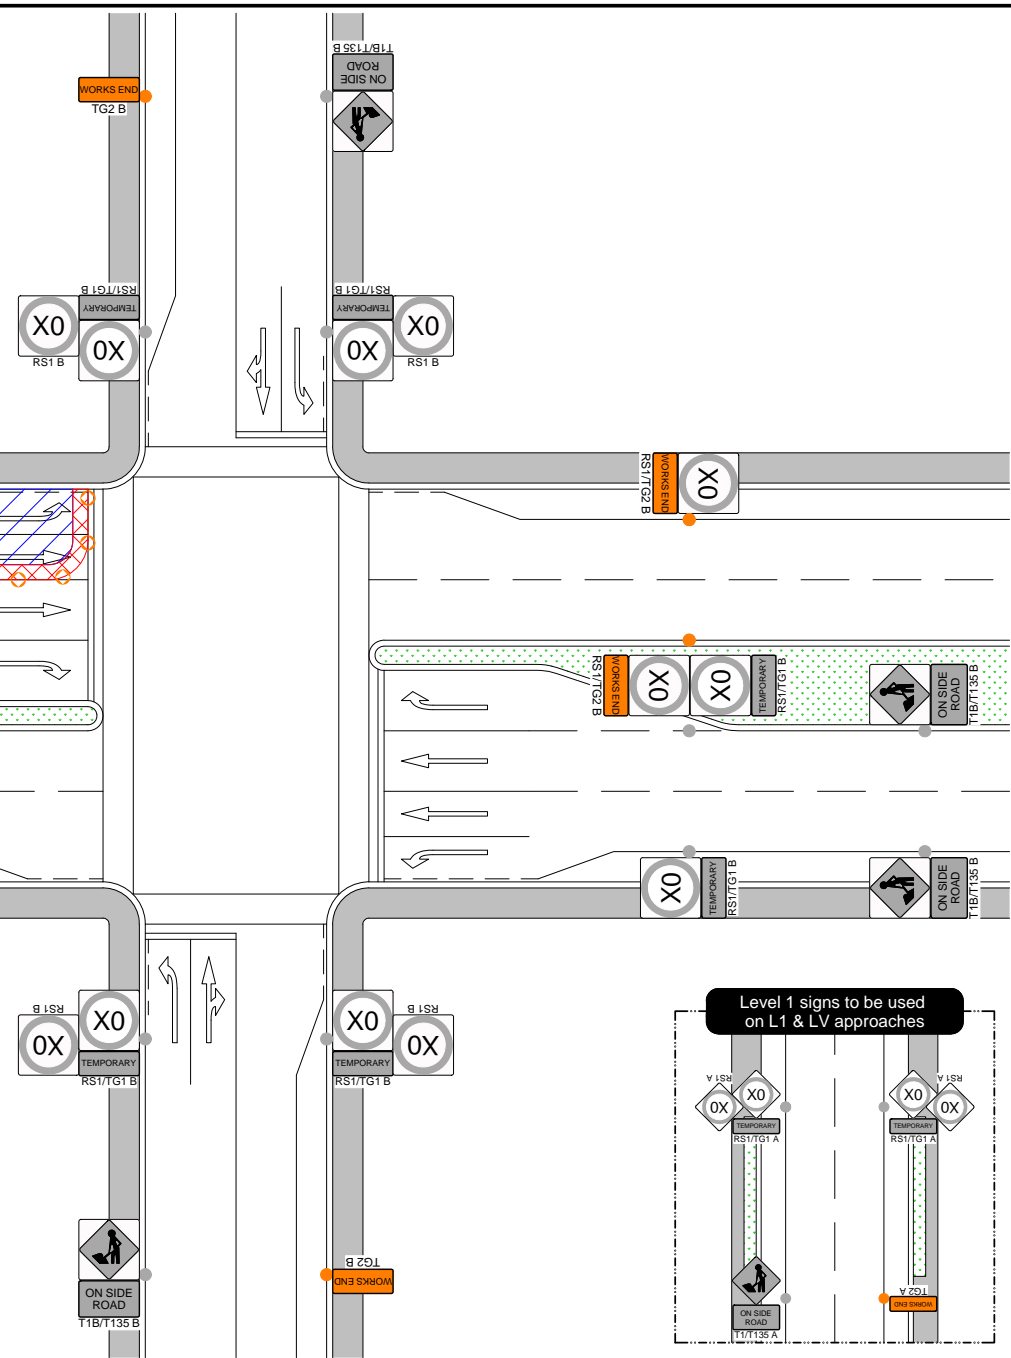 T1B/T135 B
ON SIDE
ROAD
WORKS END
TG2 B
RS1/TG1 B
TEMPORARY
X0
0X
RS1 B
RS1/TG1 B
TEMPORARY
0X
X0
RS1 B
RS1/TG2 B
WORKS END
X0
RS1/TG2 B
WORKS END
X0
X0
TEMPORARY
RS1/TG1 B
ON SIDE
ROAD
T1B/T135 B
X0
TEMPORARY
RS1/TG1 B
ON SIDE
ROAD
T1B/T135 B
RS1 B
0X
X0
TEMPORARY
RS1/TG1 B
X0
TEMPORARY
RS1/TG1 B
RS1 B
0X
Level 1 signs to be used
on L1 & LV approaches
RS1 A
0X
X0
TEMPORARY
RS1/TG1 A
X0
TEMPORARY
RS1/TG1 A
RS1 A
0X
ON SIDE
ROAD
T1B/T135 B
TG2 B
WORKS END
ON SIDE
ROAD
T1/T135 A
TG2 A
WORKS END